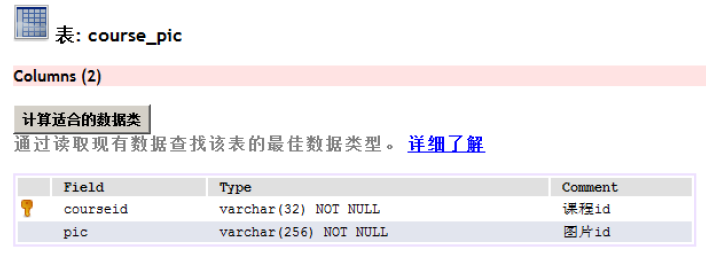 表: course_pic
Columns (2)
计算适合的数据类
通过读取现有数据查找该表的最佳数据类型。 详细了解
Field Type Comment
courseid varchar(32) NOT NULL 课程id
pic varchar(256) NOT NULL 图片id